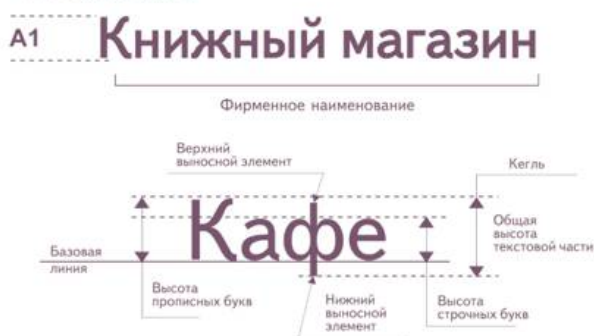 А1
Книжный магазин
Фирменное наименование
Верхний
выносной элемент
Кегль
Кафе
Общая
высота
текстовой части
Базовая
линия
Высота
прописных букв
Нижний
выносной
элемент
Высота
строчных букв